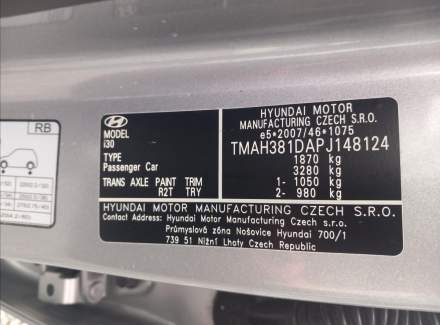 RB
MODEL
i30
TYPE
Passenger Car
TRANS AXLE PAINT TRIM
R2T TRY
HYUNDAI MOTOR
MANUFACTURING CZECH S.R.O.
e5*2007/46*1075
TMAH381DAPJ148124
1870 kg
3280 kg
1- 1050 kg
2- 980 kg
HYUNDAI MOTOR MANUFACTURING CZECH S.R.O.
Contact Address: Hyundai Motor Manufacturing Czech
Průmyslová zóna Nošovice Hyundai 700/1
739 51 Nižní Lhoty Czech Republic